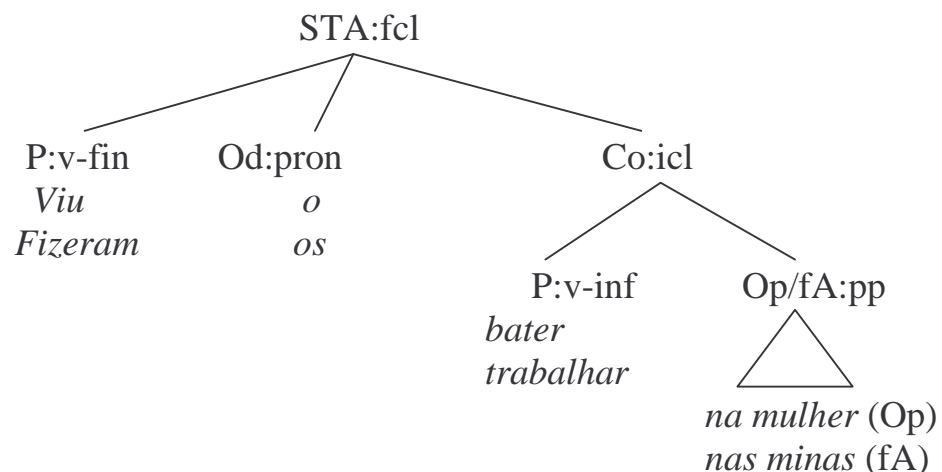 STA:fcl
P:v-fin Od:pron Co:icl
Viu o
Fizeram os
P:v-inf Op/fA:pp
bater
trabalhar
na mulher (Op)
nas minas (fA)